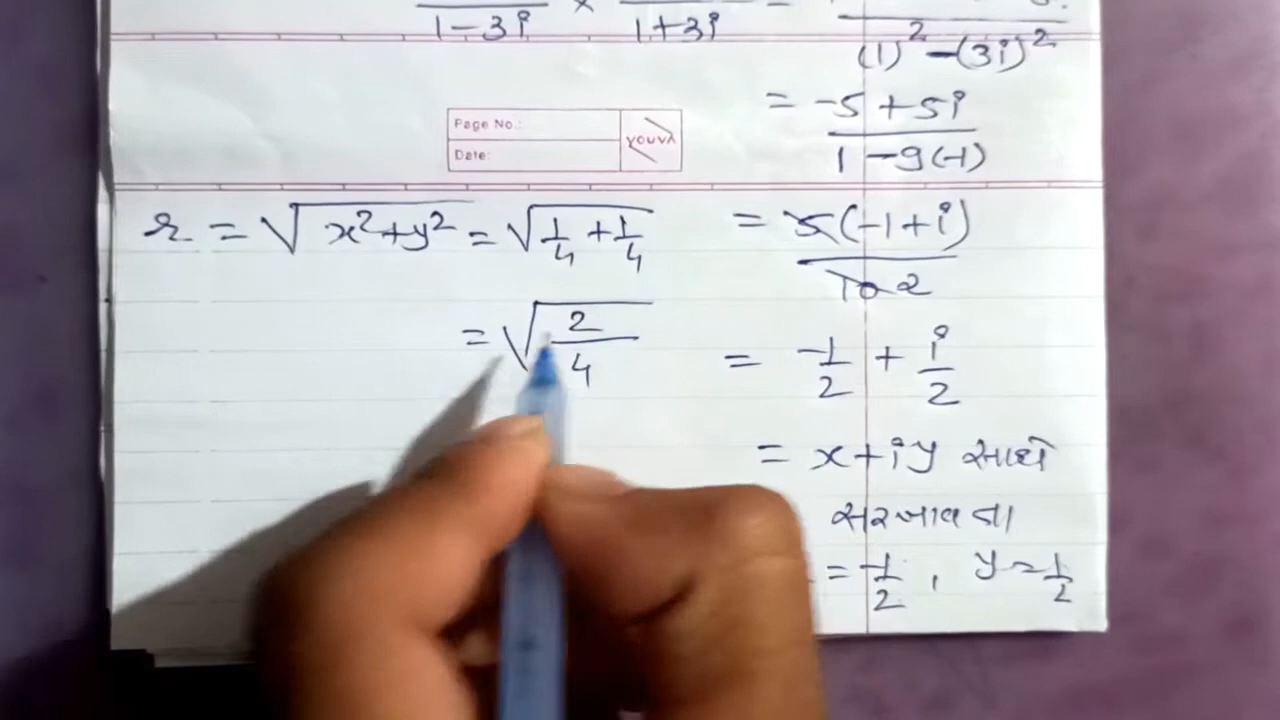 1-3i × 1+3i =
(1)² - (3i)²
= -5+5i / 1-9(-1)
Page No.:
Date:
YOUVA
r = √x²+y² = √1/4 + 1/4
= 5(-1+i) / 10 2
= √2/4
= -1/2 + i/2
= x+iy સાથે
સરખાવતા
= -1/2 , y = 1/2